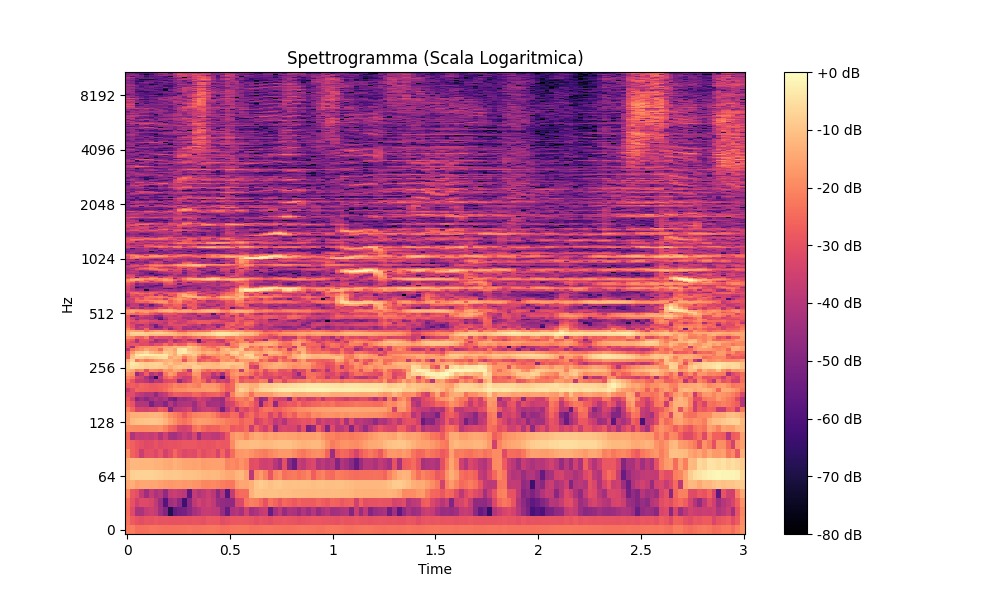 Spettrogramma (Scala Logaritmica)
Hz
8192
4096
2048
1024
512
256
128
64
0
0
0.5
1
1.5
2
2.5
3
Time
+0 dB
-10 dB
-20 dB
-30 dB
-40 dB
-50 dB
-60 dB
-70 dB
-80 dB